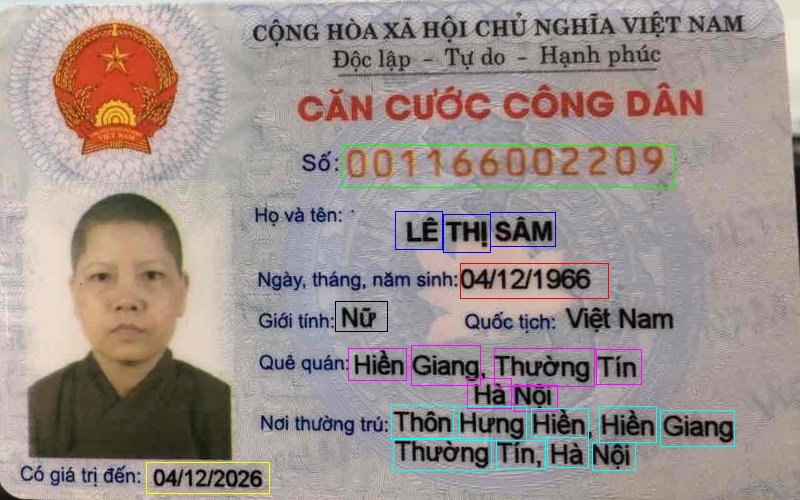 CỘNG HÒA XÃ HỘI CHỦ NGHĨA VIỆT NAM
Độc lập - Tự do - Hạnh phúc
CĂN CƯỚC CÔNG DÂN
Số: 001166002209
Họ và tên:
LÊ THỊ SÂM
Ngày, tháng, năm sinh: 04/12/1966
Giới tính: Nữ Quốc tịch: Việt Nam
Quê quán: Hiền Giang, Thường Tín
Hà Nội
Nơi thường trú: Thôn Hưng Hiền, Hiền Giang
Thường Tín, Hà Nội
Có giá trị đến: 04/12/2026